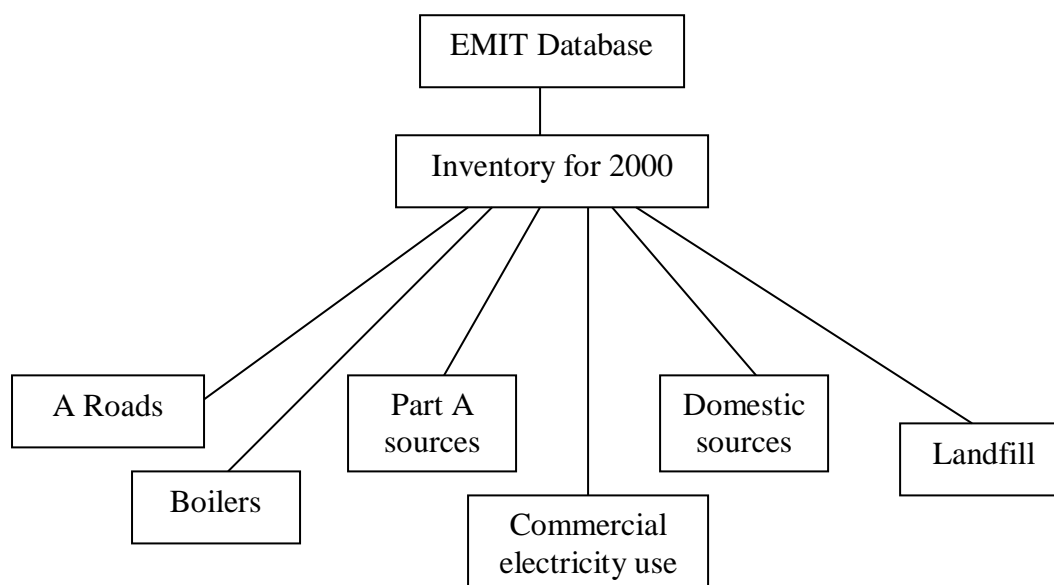 EMIT Database
Inventory for 2000
A Roads
Part A
sources
Domestic
sources
Landfill
Boilers
Commercial
electricity use